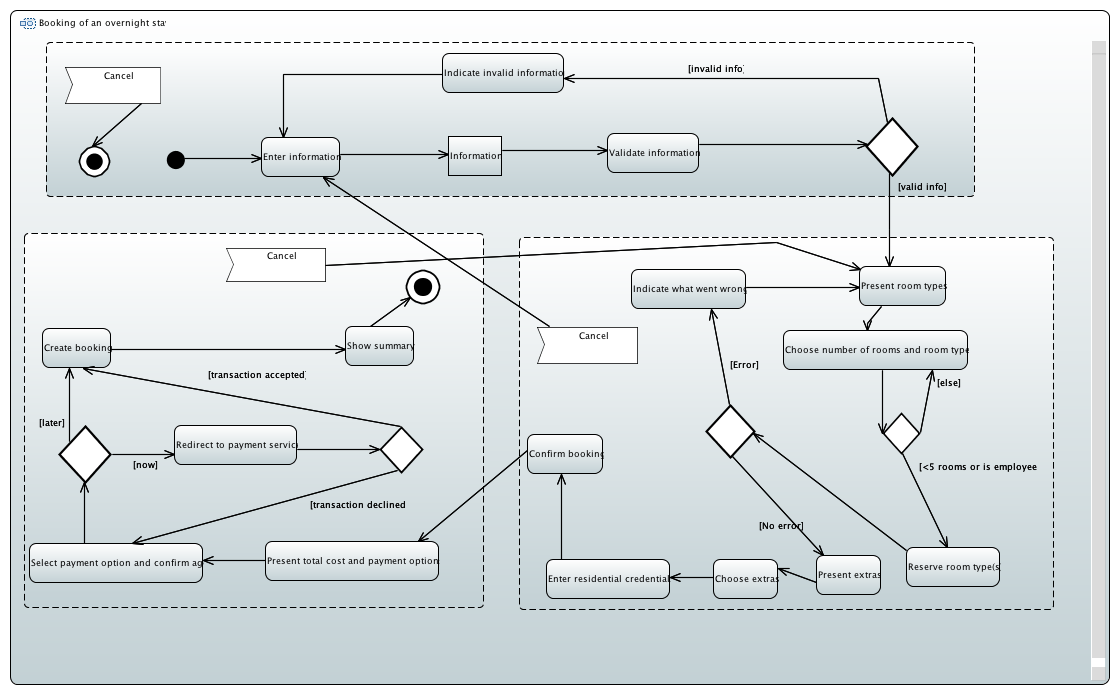 Booking of an overnight stay
Cancel
Indicate invalid informatio
[invalid info]
Enter information
Information
Validate information
[valid info]
Cancel
Create booking
Show summary
[transaction accepted]
[later]
[now]
Redirect to payment servic
[transaction declined
Select payment option and confirm ag
Present total cost and payment option
Indicate what went wrong
Present room types
Cancel
Choose number of rooms and room type
[Error]
[else]
Confirm booking
[<5 rooms or is employee
[No error]
Enter residential credential
Choose extras
Present extras
Reserve room type(s)